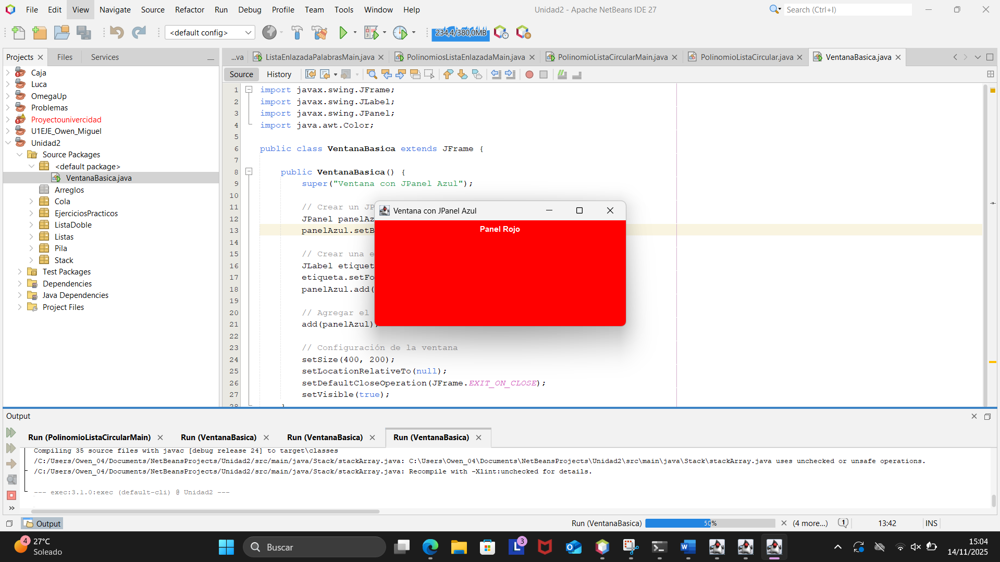 File Edit View Navigate Source Refactor Run Debug Profile Team Tools Window Help
Unidad2 - Apache NetBeans IDE 27
Search (Ctrl+I)
<default config>
234,4/380,0MB
Projects Files Services
Caja
Luca
OmegaUp
Problemas
Proyectounivercidad
U1EJE_Owen_Miguel
Unidad2
Source Packages
<default package>
VentanaBasica.java
Arreglos
Cola
EjerciciosPracticos
ListaDoble
Listas
Pila
Stack
Test Packages
Dependencies
Java Dependencies
Project Files
...va ListaEnlazadaPalabrasMain.java PolinomiosListaEnlazadaMain.java PolinomioListaCircularMain.java PolinomioListaCircular.java VentanaBasica.java
Source History
1 import javax.swing.JFrame;
2 import javax.swing.JLabel;
3 import javax.swing.JPanel;
4 import java.awt.Color;
5
6 public class VentanaBasica extends JFrame {
7
8 public VentanaBasica() {
9 super("Ventana con JPanel Azul");
10
11 // Crear un JP
12 JPanel panelAz
13 panelAzul.setB
14
15 // Crear una e
16 JLabel etiquet
17 etiqueta.setFo
18 panelAzul.add(
19
20 // Agregar el
21 add(panelAzul);
22
23 // Configuración de la ventana
24 setSize(400, 200);
25 setLocationRelativeTo(null);
26 setDefaultCloseOperation(JFrame.EXIT_ON_CLOSE);
27 setVisible(true);
28 }
Ventana con JPanel Azul
Panel Rojo
Output
Run (PolinomioListaCircularMain) Run (VentanaBasica) Run (VentanaBasica) Run (VentanaBasica)
Compiling 35 source files with javac [debug release 24] to target\classes
/C:/Users/Owen_04/Documents/NetBeansProjects/Unidad2/src/main/java/Stack/stackArray.java: C:\Users\Owen_04\Documents\NetBeansProjects\Unidad2\src\main\java\Stack\stackArray.java uses unchecked or unsafe operations.
/C:/Users/Owen_04/Documents/NetBeansProjects/Unidad2/src/main/java/Stack/stackArray.java: Recompile with -Xlint:unchecked for details.
--- exec:3.1.0:exec (default-cli) @ Unidad2 ---
Output
Run (VentanaBasica) 50% (4 more...) 1 13:42 INS
4 27°C
Soleado
Buscar
3
15:04
14/11/2025